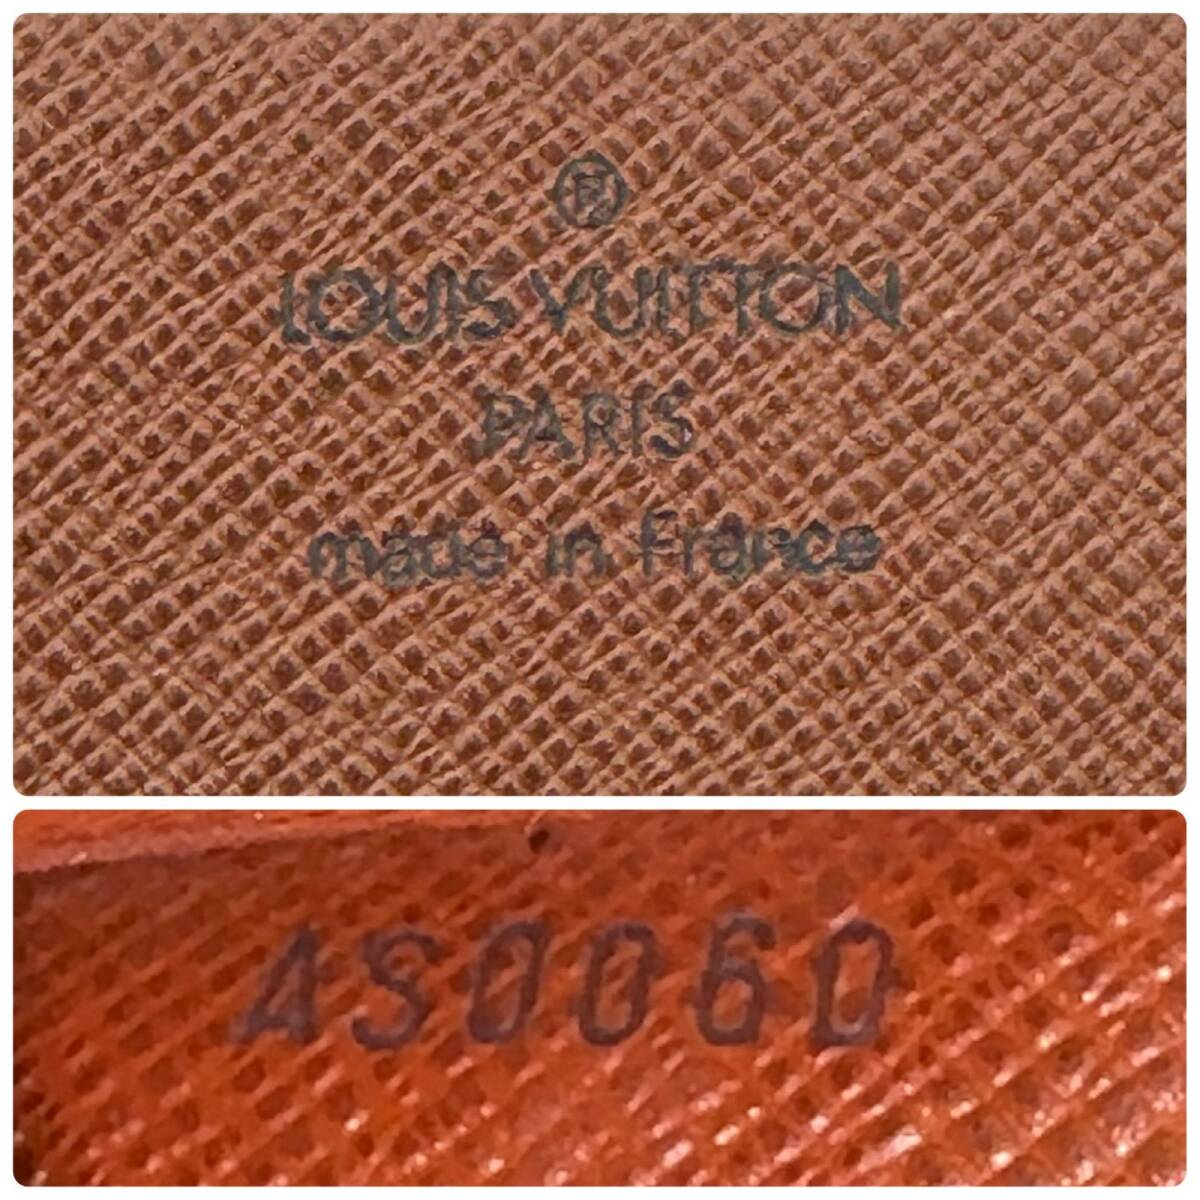 ®
LOUIS VUITTON
PARIS
made in France
AS0060